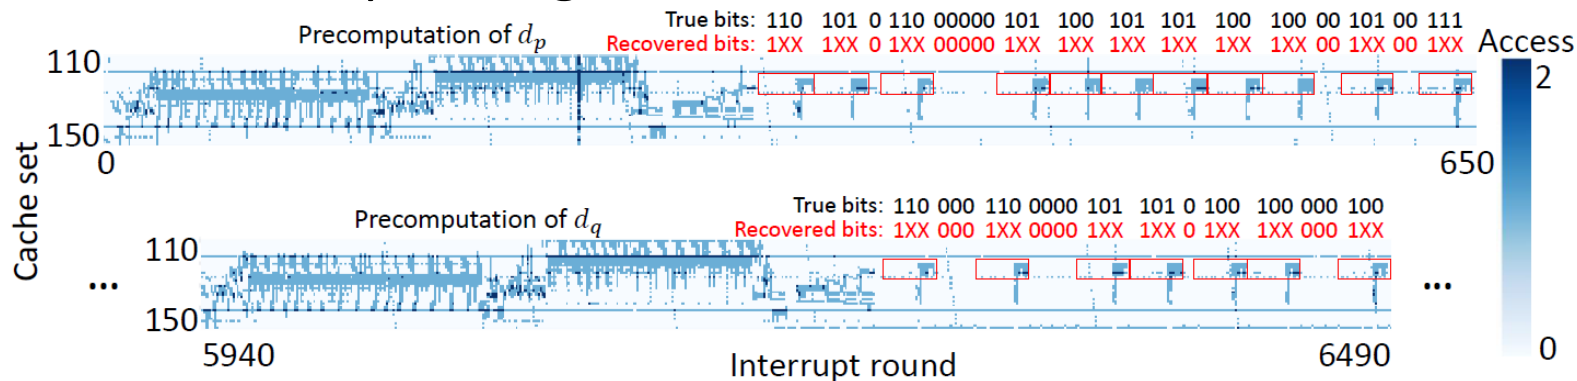 True bits: 110 101 0 110 00000 101 100 101 101 100 100 00 101 00 111
Precomputation of d_p Recovered bits: 1XX 1XX 0 1XX 00000 1XX 1XX 1XX 1XX 1XX 1XX 00 1XX 00 1XX Access
110
2
150
0 650
Cache set
True bits: 110 000 110 0000 101 101 0 100 100 000 100
Precomputation of d_q Recovered bits: 1XX 000 1XX 0000 1XX 1XX 0 1XX 1XX 000 1XX
110
... ...
150
5940 Interrupt round 6490 0